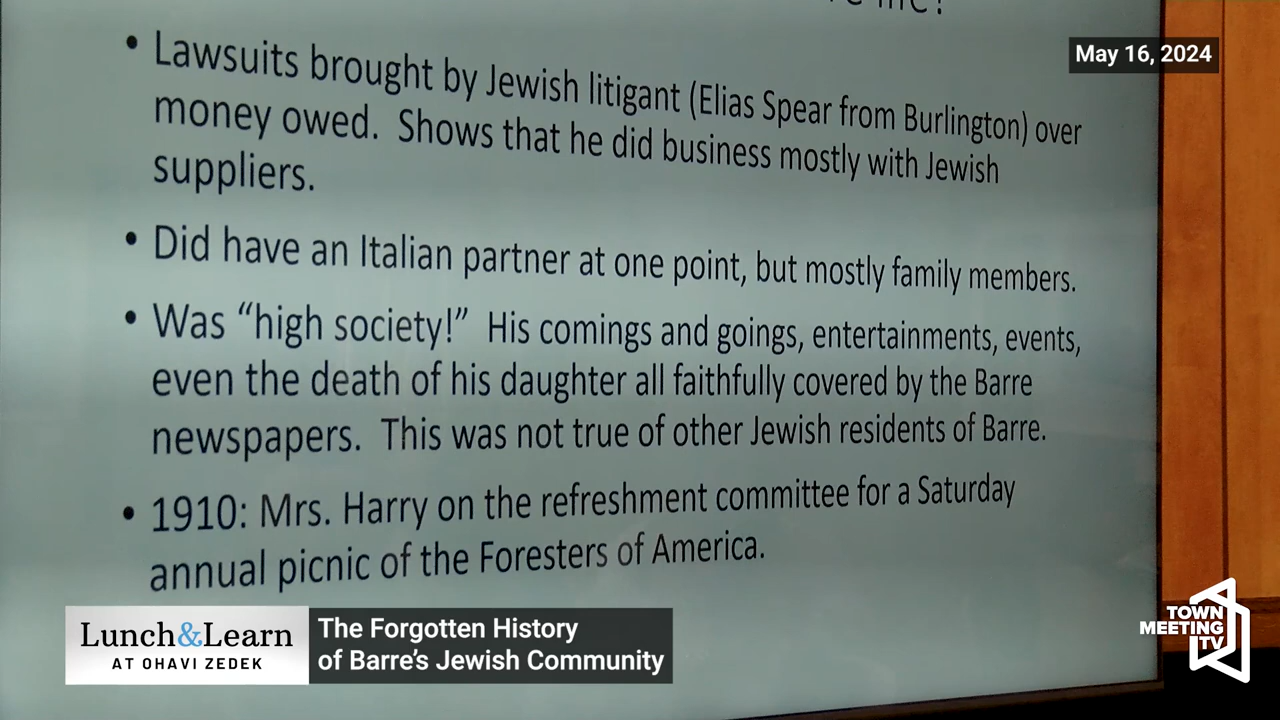 May 16, 2024
• Lawsuits brought by Jewish litigant (Elias Spear from Burlington) over
money owed.  Shows that he did business mostly with Jewish
suppliers.
• Did have an Italian partner at one point, but mostly family members.
• Was “high society!”  His comings and goings, entertainments, events,
even the death of his daughter all faithfully covered by the Barre
newspapers.  This was not true of other Jewish residents of Barre.
• 1910: Mrs. Harry on the refreshment committee for a Saturday
annual picnic of the Foresters of America.
Lunch&Learn
AT OHAVI ZEDEK
The Forgotten History
of Barre’s Jewish Community
TOWN
MEETING
TV